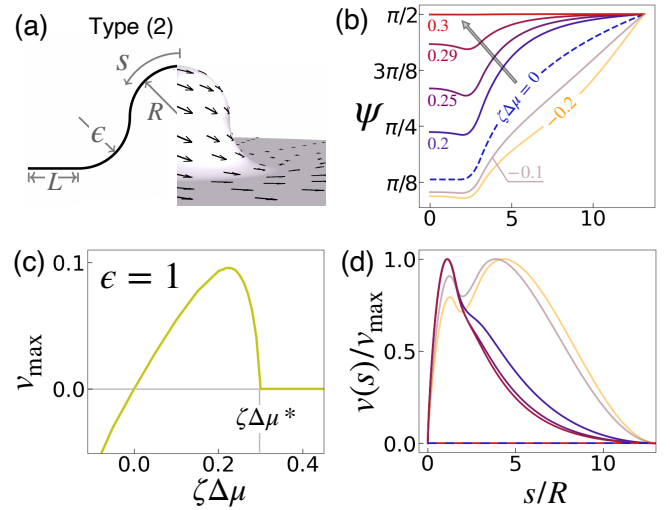 (a)
Type (2)
s
R
ϵ
L
(b)
π/2
3π/8
π/4
π/8
ψ
0.3
0.29
0.25
0.2
ζΔμ = 0
−0.1
−0.2
0
5
10
(c)
ϵ = 1
0.1
0.0
v_max
ζΔμ*
0.0
0.2
0.4
ζΔμ
(d)
1.0
0.5
0.0
v(s)/v_max
0
5
10
s/R